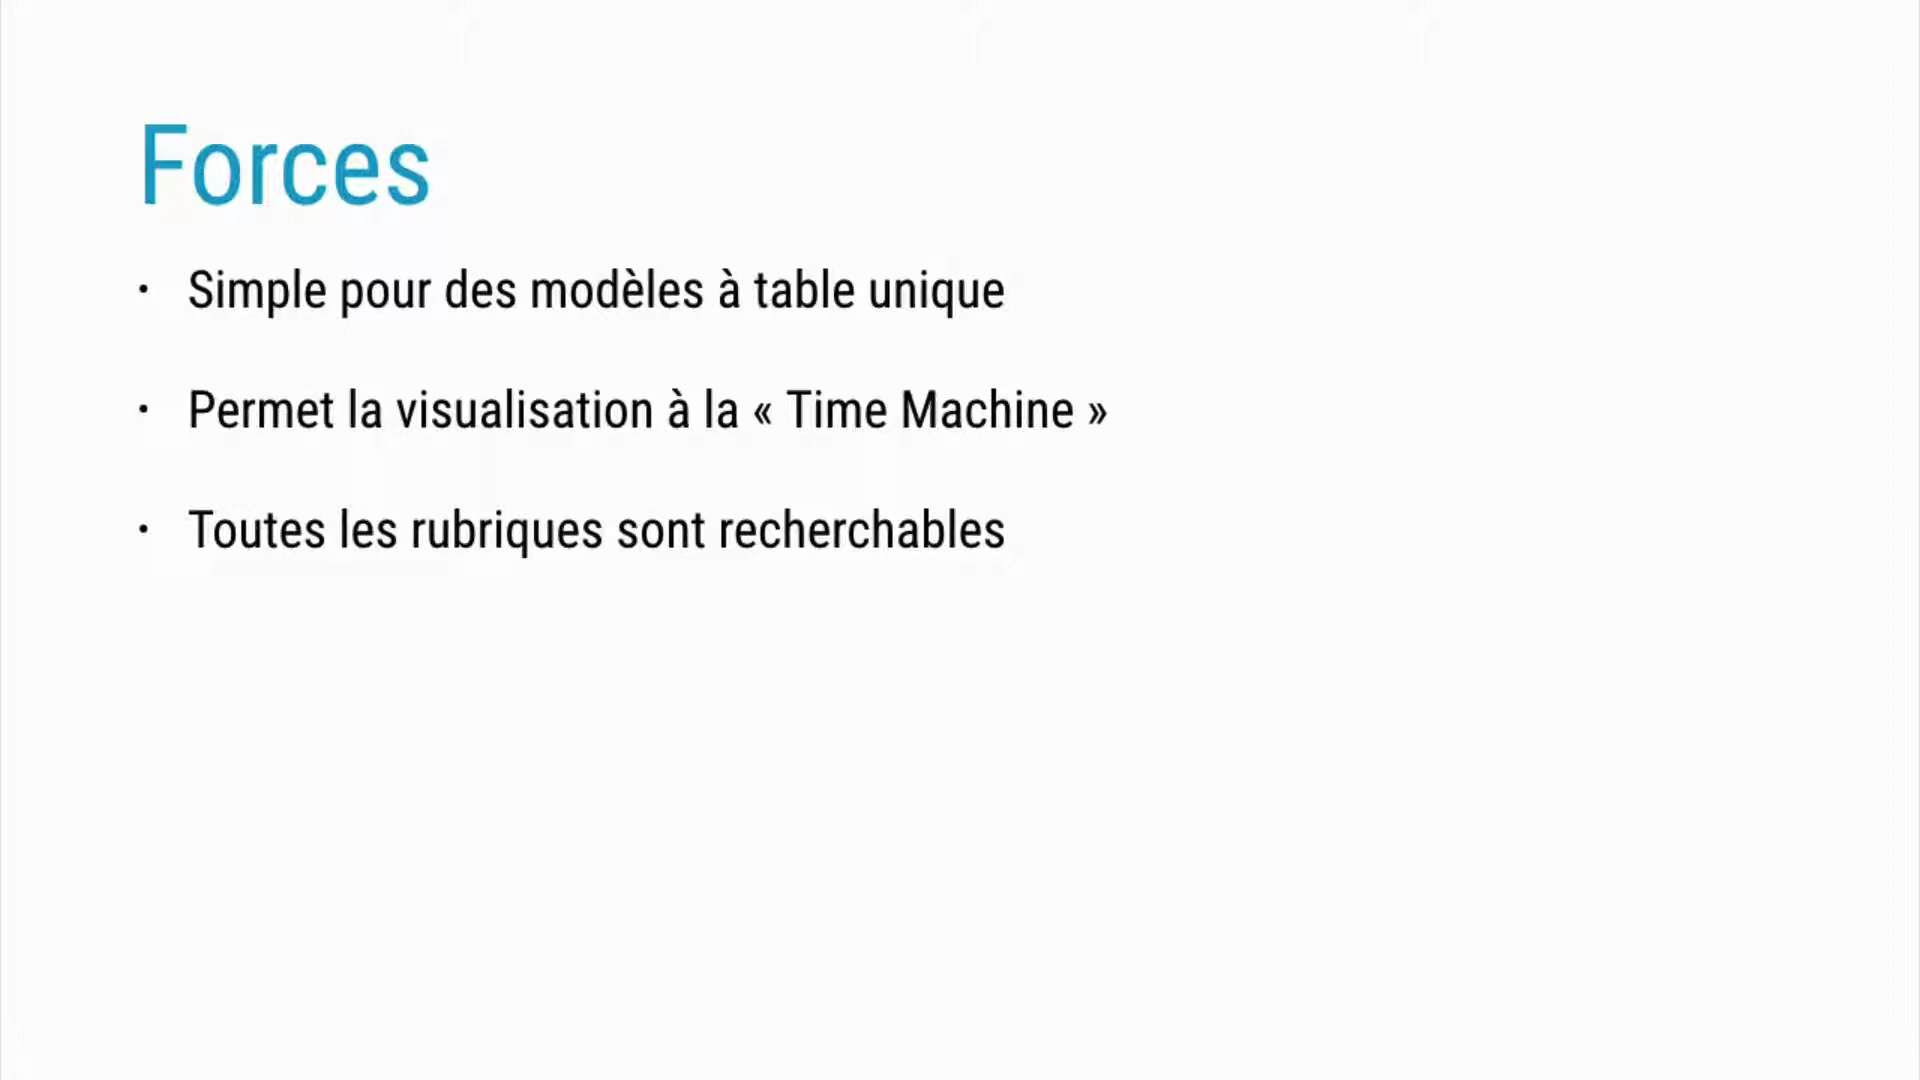 Forces
· Simple pour des modèles à table unique
· Permet la visualisation à la « Time Machine »
· Toutes les rubriques sont recherchables